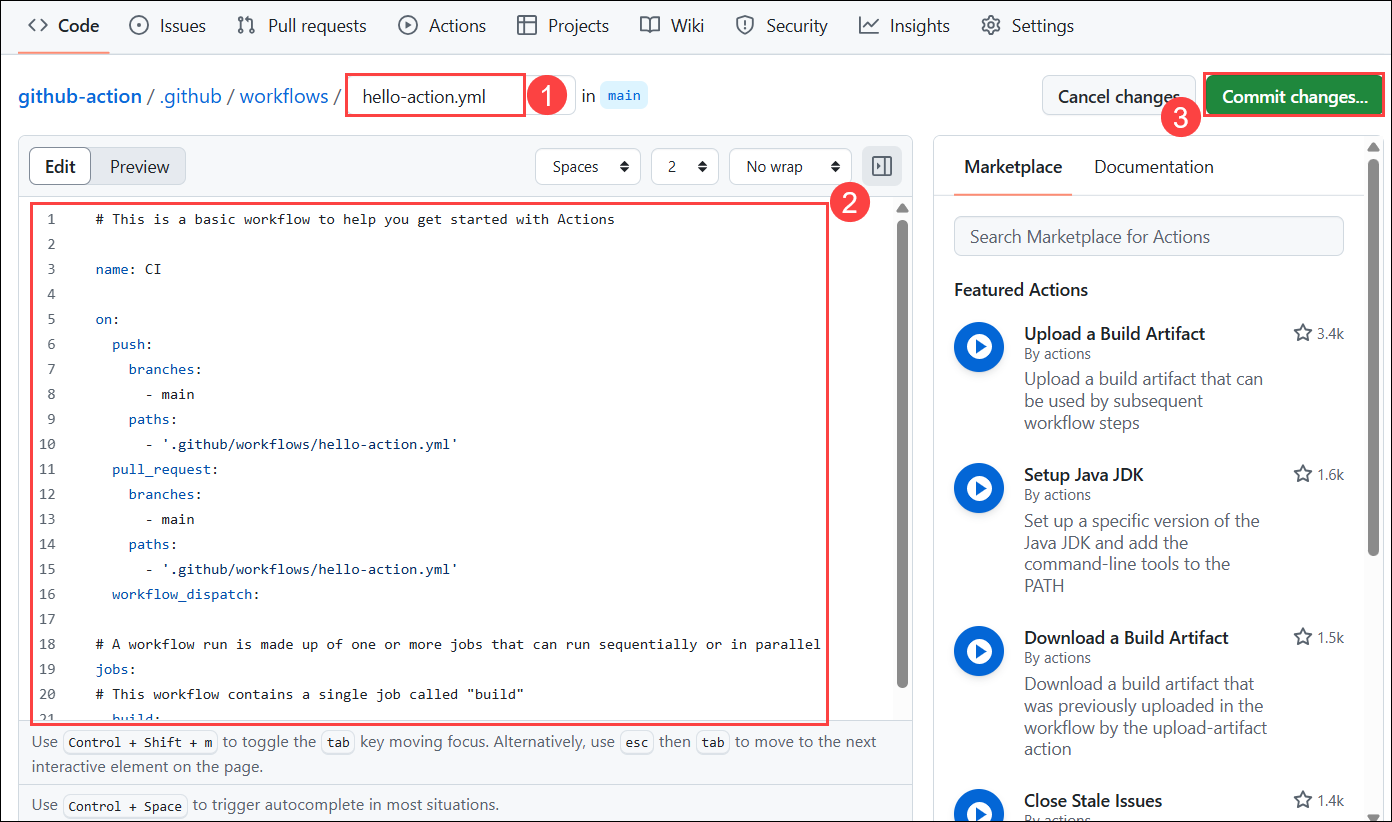 Code Issues Pull requests Actions Projects Wiki Security Insights Settings
github-action / .github / workflows / hello-action.yml 1 in main Cancel changes 3 Commit changes...
Edit Preview Spaces 2 No wrap
2
1 # This is a basic workflow to help you get started with Actions
2
3 name: CI
4
5 on:
6 push:
7 branches:
8 - main
9 paths:
10 - '.github/workflows/hello-action.yml'
11 pull_request:
12 branches:
13 - main
14 paths:
15 - '.github/workflows/hello-action.yml'
16 workflow_dispatch:
17
18 # A workflow run is made up of one or more jobs that can run sequentially or in parallel
19 jobs:
20 # This workflow contains a single job called "build"
21 build:
Use Control + Shift + m to toggle the tab key moving focus. Alternatively, use esc then tab to move to the next
interactive element on the page.
Use Control + Space to trigger autocomplete in most situations.
Marketplace Documentation
Search Marketplace for Actions
Featured Actions
Upload a Build Artifact 3.4k
By actions
Upload a build artifact that can
be used by subsequent
workflow steps
Setup Java JDK 1.6k
By actions
Set up a specific version of the
Java JDK and add the
command-line tools to the
PATH
Download a Build Artifact 1.5k
By actions
Download a build artifact that
was previously uploaded in the
workflow by the upload-artifact
action
Close Stale Issues 1.4k
By actions